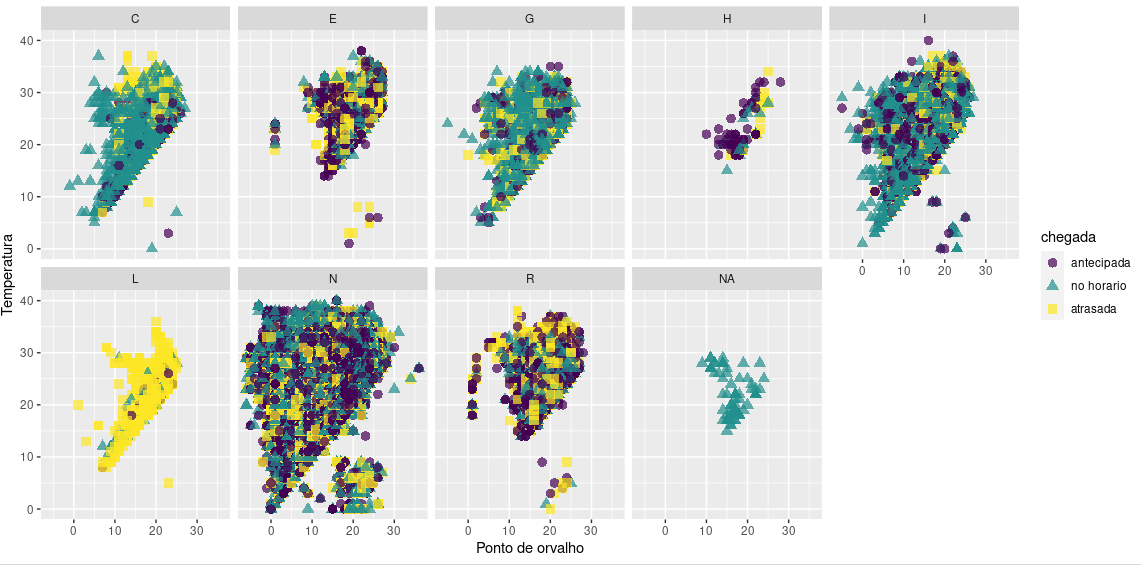 C E G H I
40
30
20
10
0
0 10 20 30
L N R NA
40
30
20
10
0
0 10 20 30 0 10 20 30 0 10 20 30 0 10 20 30
Temperatura
Ponto de orvalho
chegada
antecipada
no horario
atrasada